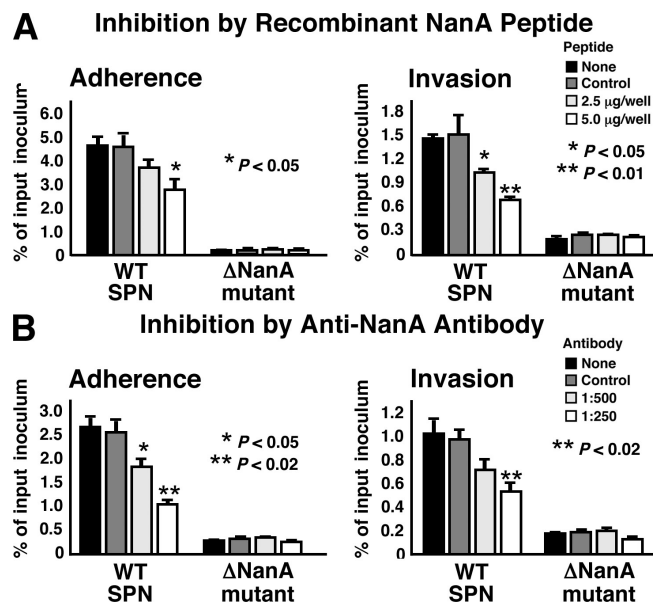 A
Inhibition by Recombinant NanA Peptide
Peptide
None
Control
2.5 μg/well
5.0 μg/well
Adherence
% of input inoculum
6.0
5.0
4.0
3.0
2.0
1.0
0
*
* P < 0.05
WT
SPN
ΔNanA
mutant
Invasion
% of input inoculum
1.8
1.5
1.2
0.9
0.6
0.3
0
*
**
* P < 0.05
** P < 0.01
WT
SPN
ΔNanA
mutant
B
Inhibition by Anti-NanA Antibody
Antibody
None
Control
1:500
1:250
Adherence
% of input inoculum
3.0
2.5
2.0
1.5
1.0
0.5
0
*
**
* P < 0.05
** P < 0.02
WT
SPN
ΔNanA
mutant
Invasion
% of input inoculum
1.2
1.0
0.8
0.6
0.4
0.2
0
**
** P < 0.02
WT
SPN
ΔNanA
mutant